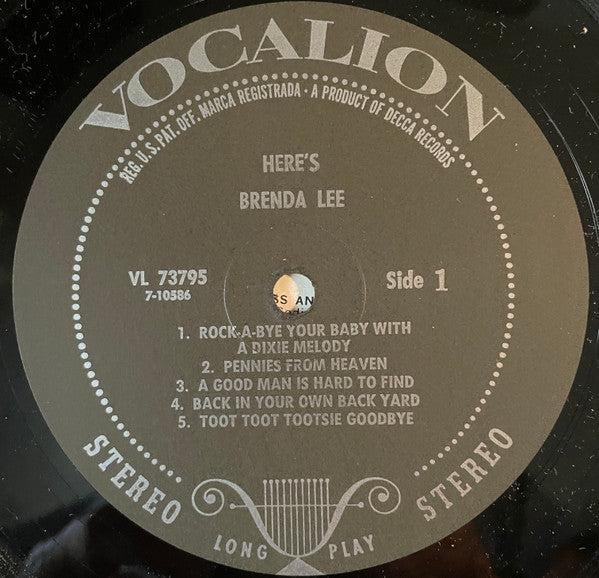 VOCALION
REG. U.S. PAT. OFF. MARCA REGISTRADA · A PRODUCT OF DECCA RECORDS
HERE'S
BRENDA LEE
VL 73795
7-10586
Side 1
SS AN
1. ROCK-A-BYE YOUR BABY WITH
A DIXIE MELODY
2. PENNIES FROM HEAVEN
3. A GOOD MAN IS HARD TO FIND
4. BACK IN YOUR OWN BACK YARD
5. TOOT TOOT TOOTSIE GOODBYE
STEREO
STEREO
LONG PLAY